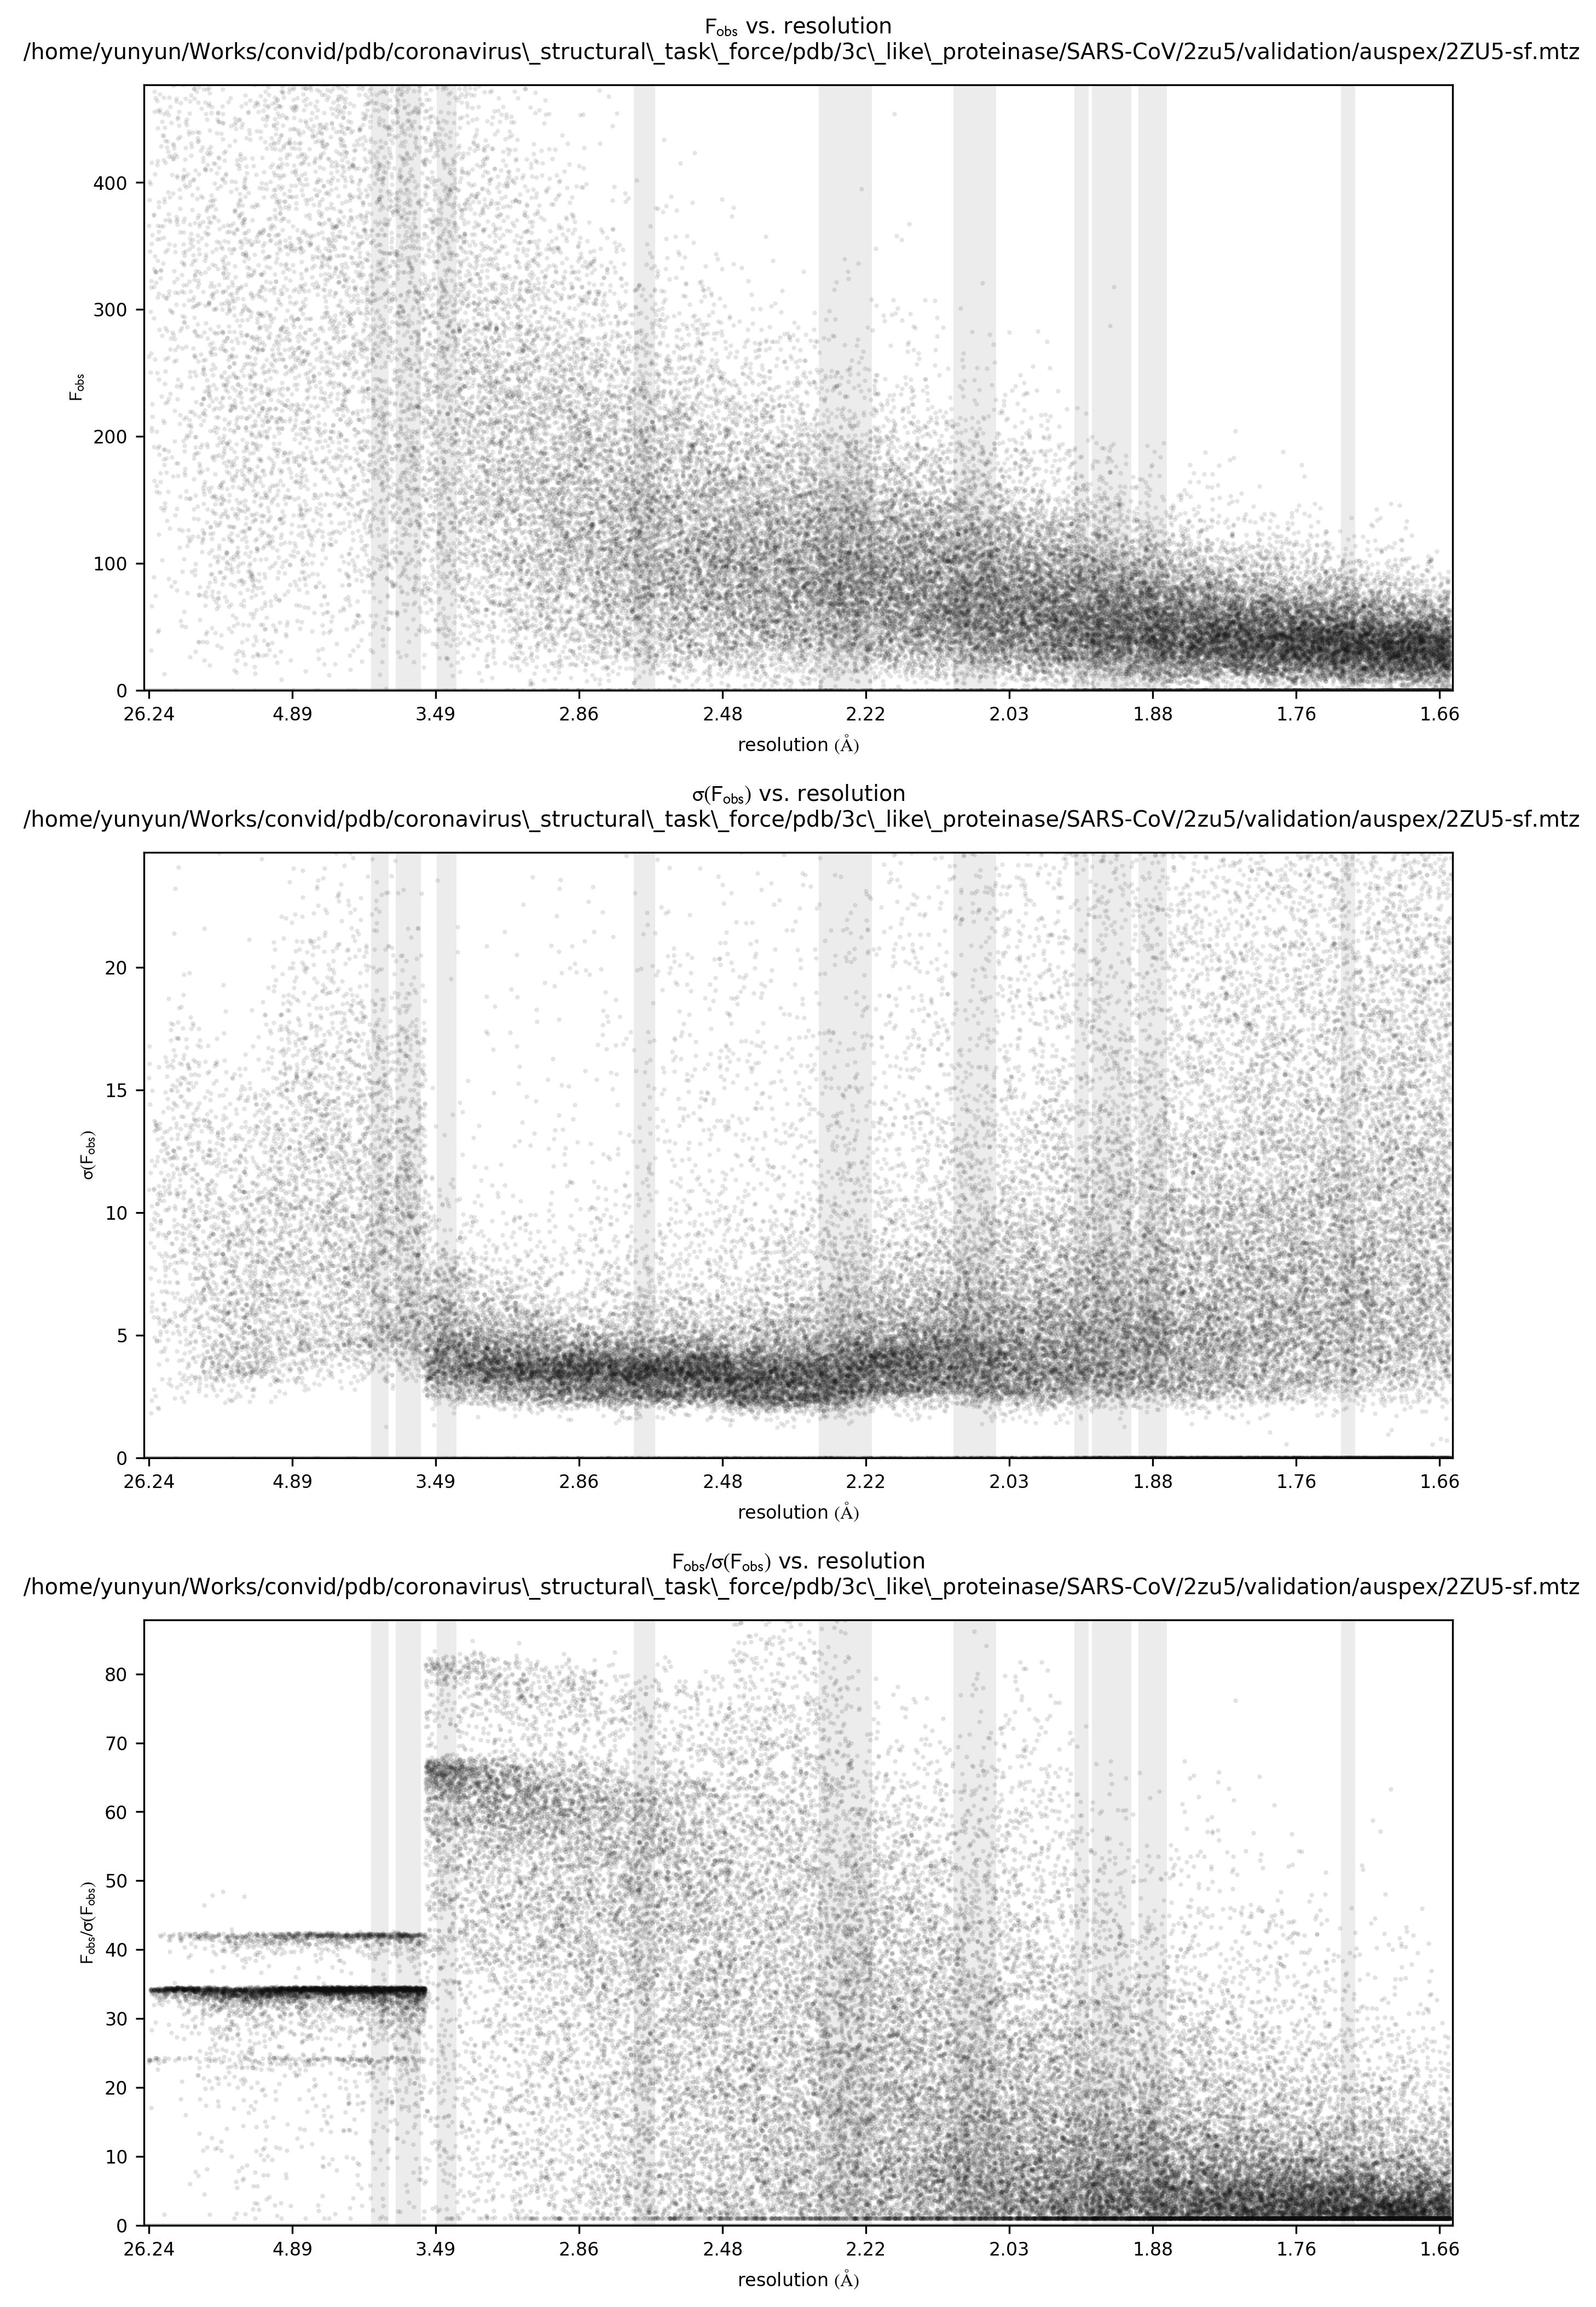 Fobs vs. resolution
/home/yunyun/Works/convid/pdb/coronavirus\_structural\_task\_force/pdb/3c\_like\_proteinase/SARS-CoV/2zu5/validation/auspex/2ZU5-sf.mtz
400
300
200
100
0
Fobs
26.24 4.89 3.49 2.86 2.48 2.22 2.03 1.88 1.76 1.66
resolution (Å)
σ(Fobs) vs. resolution
/home/yunyun/Works/convid/pdb/coronavirus\_structural\_task\_force/pdb/3c\_like\_proteinase/SARS-CoV/2zu5/validation/auspex/2ZU5-sf.mtz
20
15
10
5
0
σ(Fobs)
26.24 4.89 3.49 2.86 2.48 2.22 2.03 1.88 1.76 1.66
resolution (Å)
Fobs/σ(Fobs) vs. resolution
/home/yunyun/Works/convid/pdb/coronavirus\_structural\_task\_force/pdb/3c\_like\_proteinase/SARS-CoV/2zu5/validation/auspex/2ZU5-sf.mtz
80
70
60
50
40
30
20
10
0
Fobs/σ(Fobs)
26.24 4.89 3.49 2.86 2.48 2.22 2.03 1.88 1.76 1.66
resolution (Å)